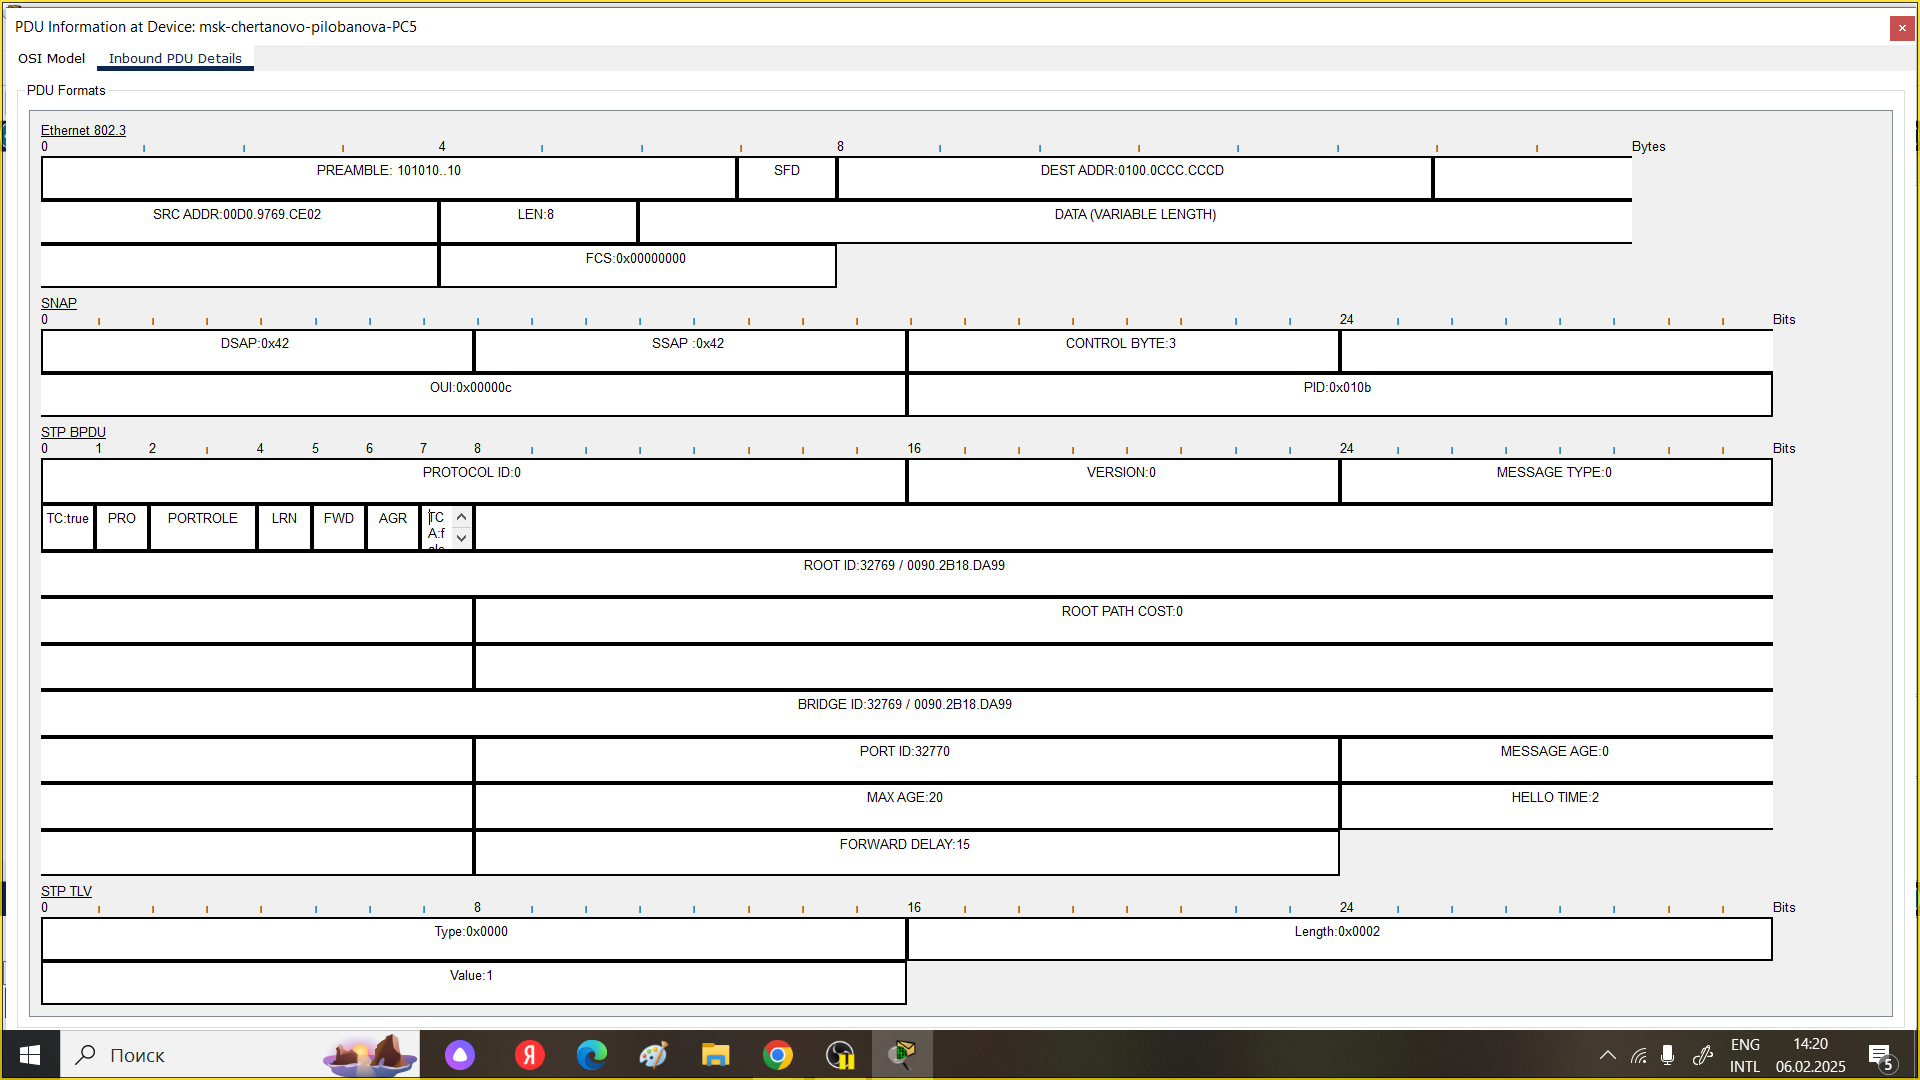 PDU Information at Device: msk-chertanovo-pilobanova-PC5
OSI Model Inbound PDU Details
PDU Formats
Ethernet 802.3
0 4 8 Bytes
PREAMBLE: 101010..10 SFD DEST ADDR:0100.0CCC.CCCD
SRC ADDR:00D0.9769.CE02 LEN:8 DATA (VARIABLE LENGTH)
FCS:0x00000000
SNAP
0 24 Bits
DSAP:0x42 SSAP :0x42 CONTROL BYTE:3
OUI:0x00000c PID:0x010b
STP BPDU
0 1 2 4 5 6 7 8 16 24 Bits
PROTOCOL ID:0 VERSION:0 MESSAGE TYPE:0
TC:true PRO PORTROLE LRN FWD AGR TC
A:f
ROOT ID:32769 / 0090.2B18.DA99
ROOT PATH COST:0
BRIDGE ID:32769 / 0090.2B18.DA99
PORT ID:32770 MESSAGE AGE:0
MAX AGE:20 HELLO TIME:2
FORWARD DELAY:15
STP TLV
0 8 16 24 Bits
Type:0x0000 Length:0x0002
Value:1
Поиск
Я
ENG 14:20
INTL 06.02.2025
5